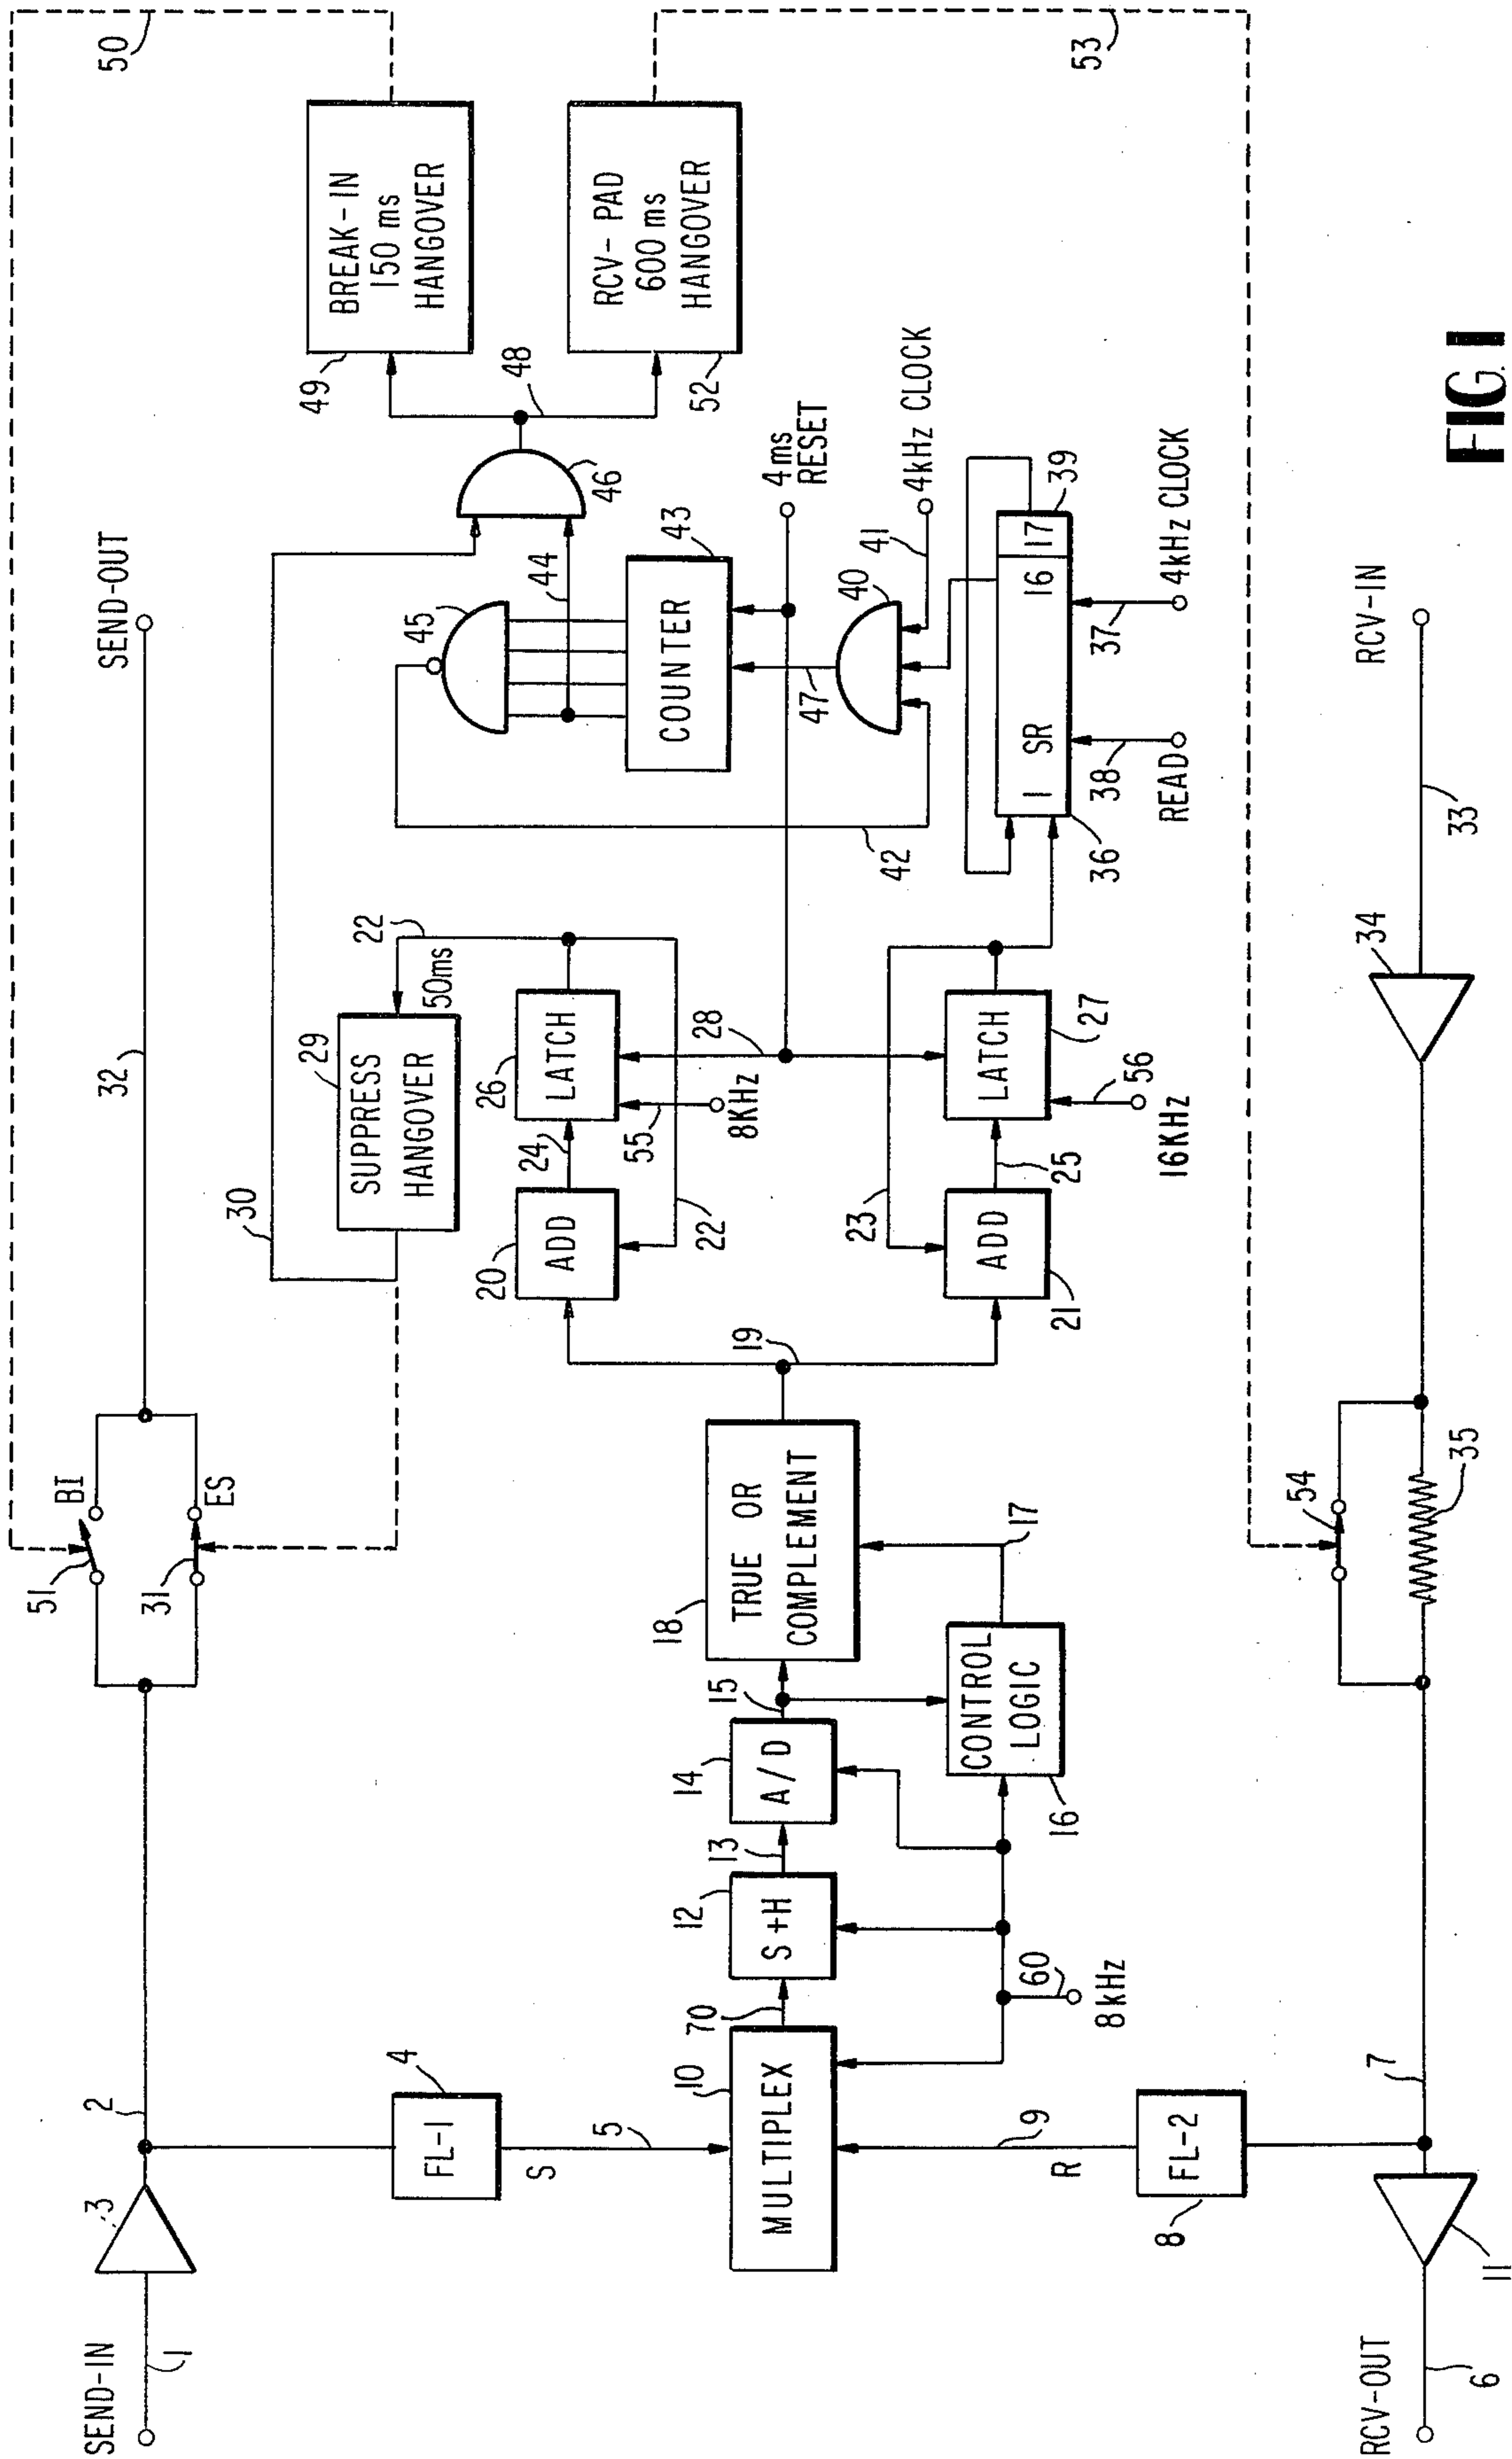 SEND-IN
1
3
2
FL-1
4
S
5
51
BI
31
ES
32
SEND-OUT
50
30
SUPPRESS
HANGOVER
29
50ms
22
BREAK-IN
150 ms
HANGOVER
49
RCV-PAD
600 ms
HANGOVER
52
53
48
46
44
45
COUNTER
43
4 ms
RESET
47
40
41
4kHz CLOCK
42
1 SR 16 17
39
36
38
READ
37
4kHz CLOCK
ADD
20
24
LATCH
26
55
8KHz
22
28
19
23
ADD
21
25
LATCH
27
56
16KHz
MULTIPLEX
10
70
S+H
12
13
A/D
14
15
TRUE OR
COMPLEMENT
18
17
CONTROL
LOGIC
16
60
8kHz
R
9
FL-2
8
7
54
35
34
33
RCV-IN
RCV-OUT
6
11
FIG. 1